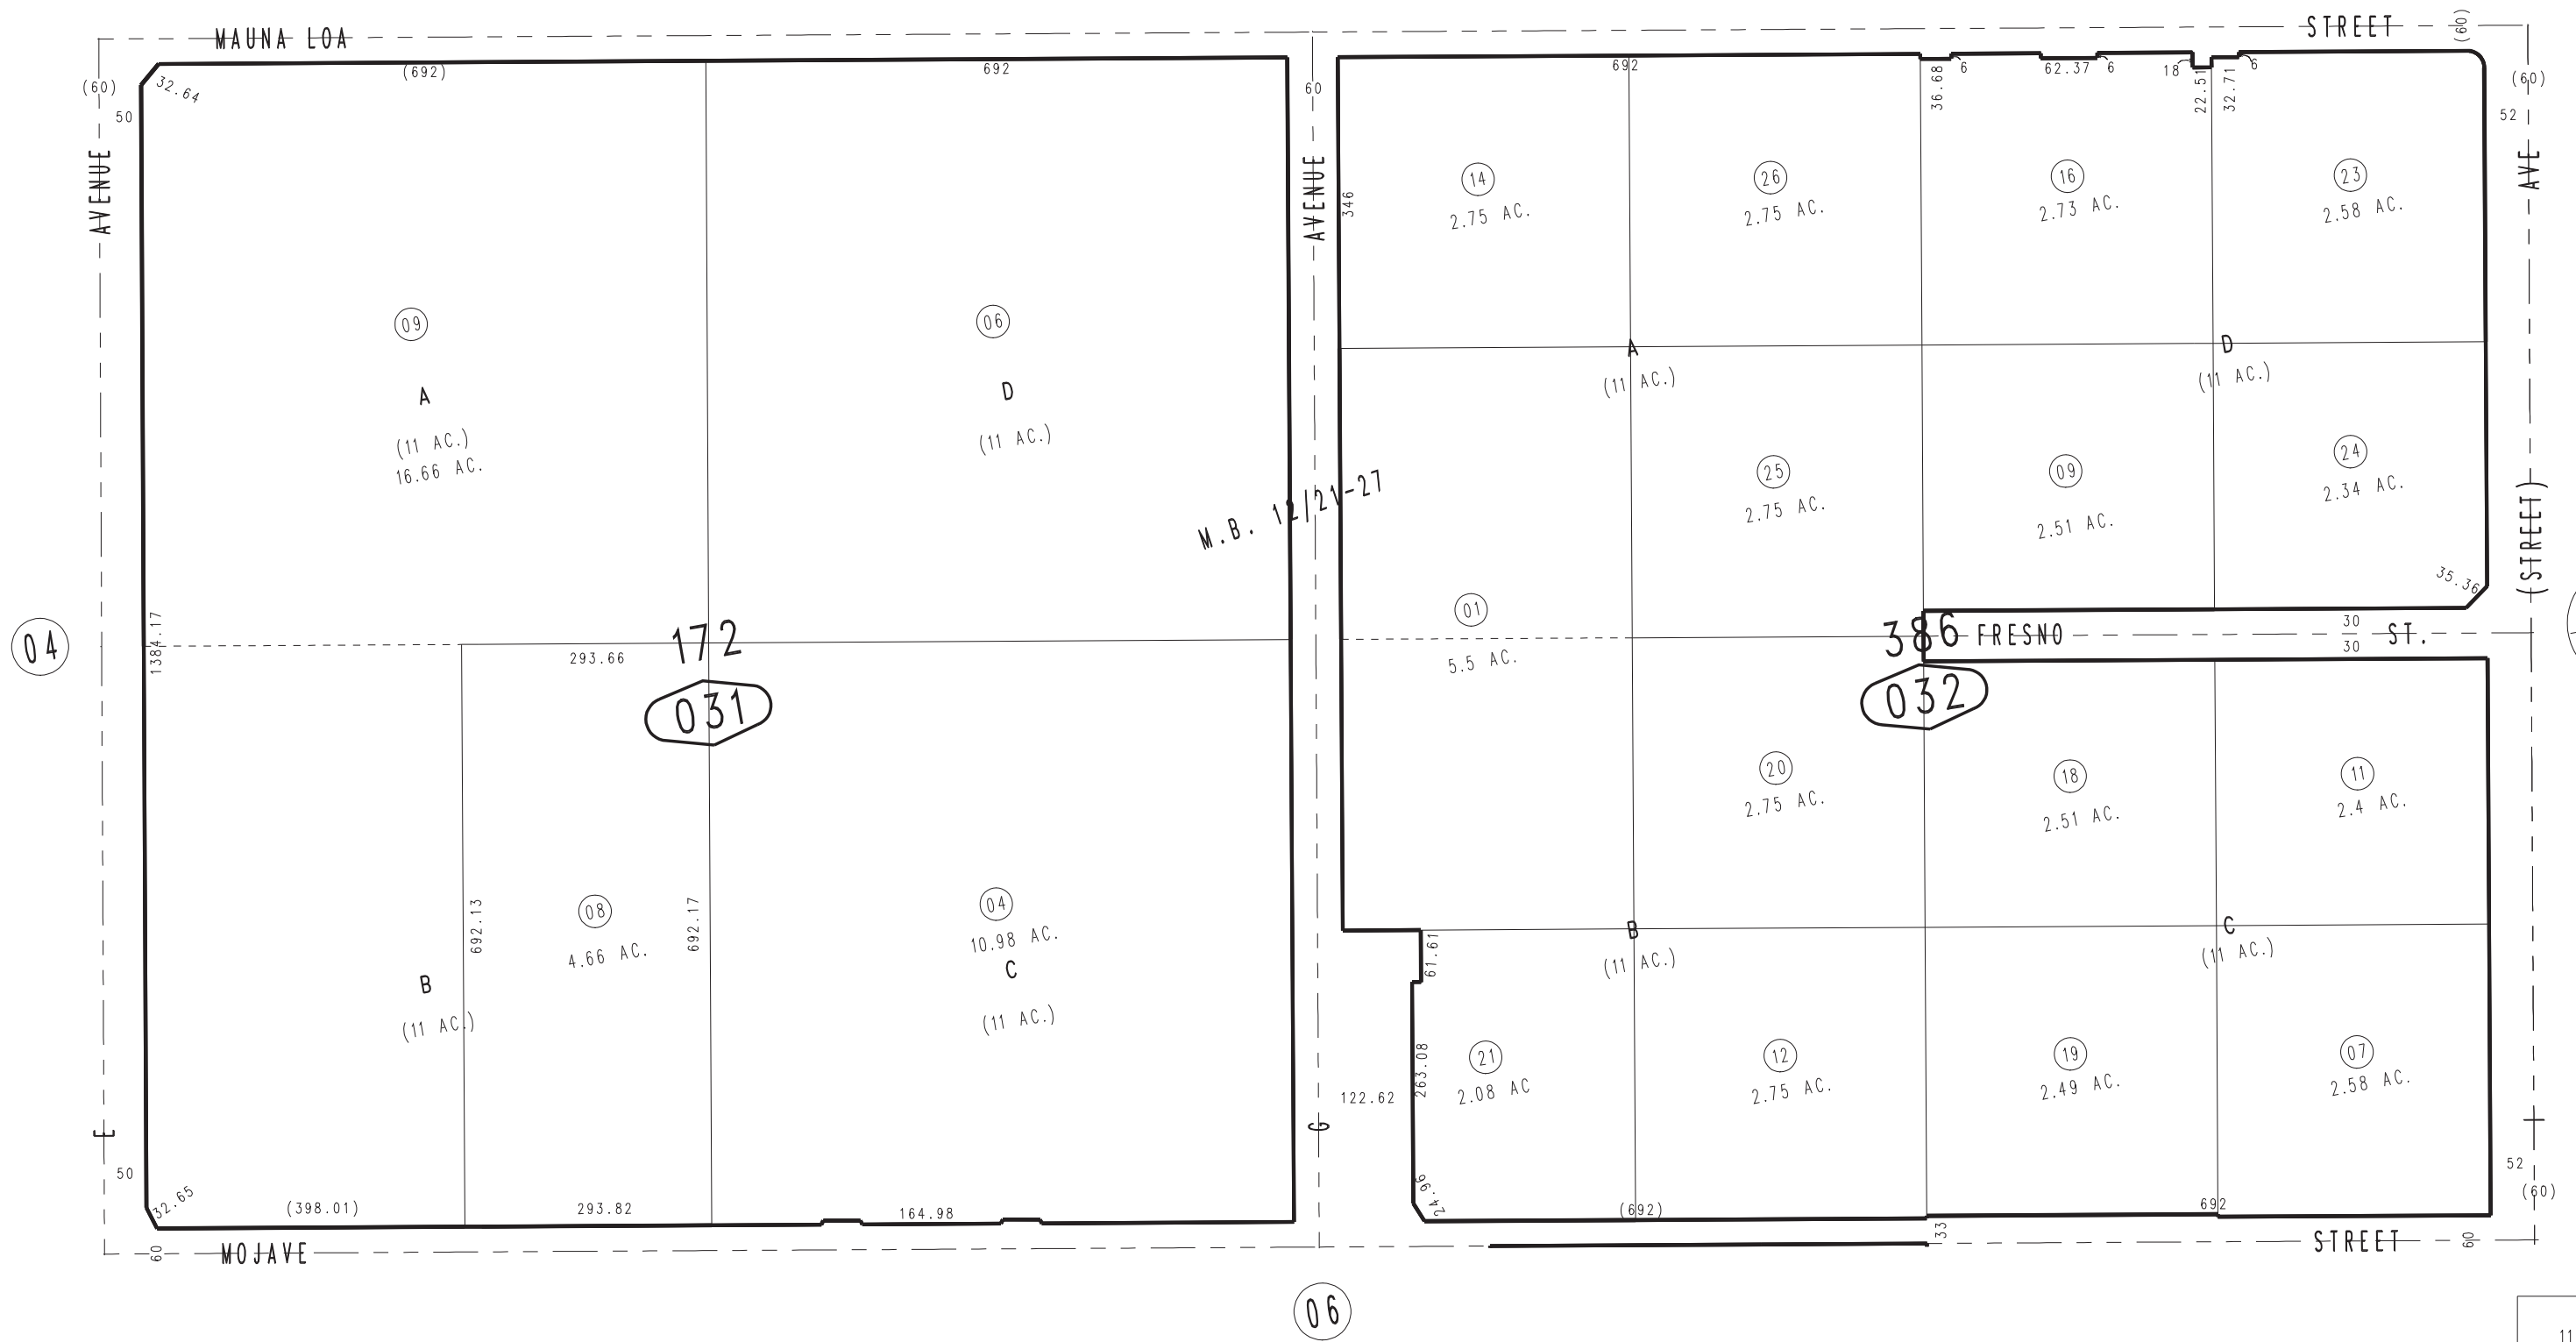 MAUNA LOA
STREET
(60)
(60)
50
32.64
(692)
692
60
692
36.68
6
62.37
6
18
22.51
32.71
6
(60)
52
AVENUE
AVENUE
AVE
346
14
2.75 AC.
26
2.75 AC.
16
2.73 AC.
23
2.58 AC.
09
A
(11 AC.)
16.66 AC.
06
D
(11 AC.)
A
(11 AC.)
D
(11 AC.)
M.B. 12/21-27
25
2.75 AC.
09
2.51 AC.
24
2.34 AC.
(STREET)
35.36
04
1384.17
293.66
172
031
01
5.5 AC.
386
FRESNO
30
30
ST.
032
20
2.75 AC.
18
2.51 AC.
11
2.4 AC.
692.13
08
4.66 AC.
692.17
04
10.98 AC.
C
(11 AC.)
B
(11 AC.)
61.61
B
(11 AC.)
C
(11 AC.)
21
2.08 AC
12
2.75 AC.
19
2.49 AC.
07
2.58 AC.
122.62
263.08
E
G
50
32.65
(398.01)
293.82
164.98
24.96
(692)
33
692
52
(60)
60
MOJAVE
STREET
60
06
11